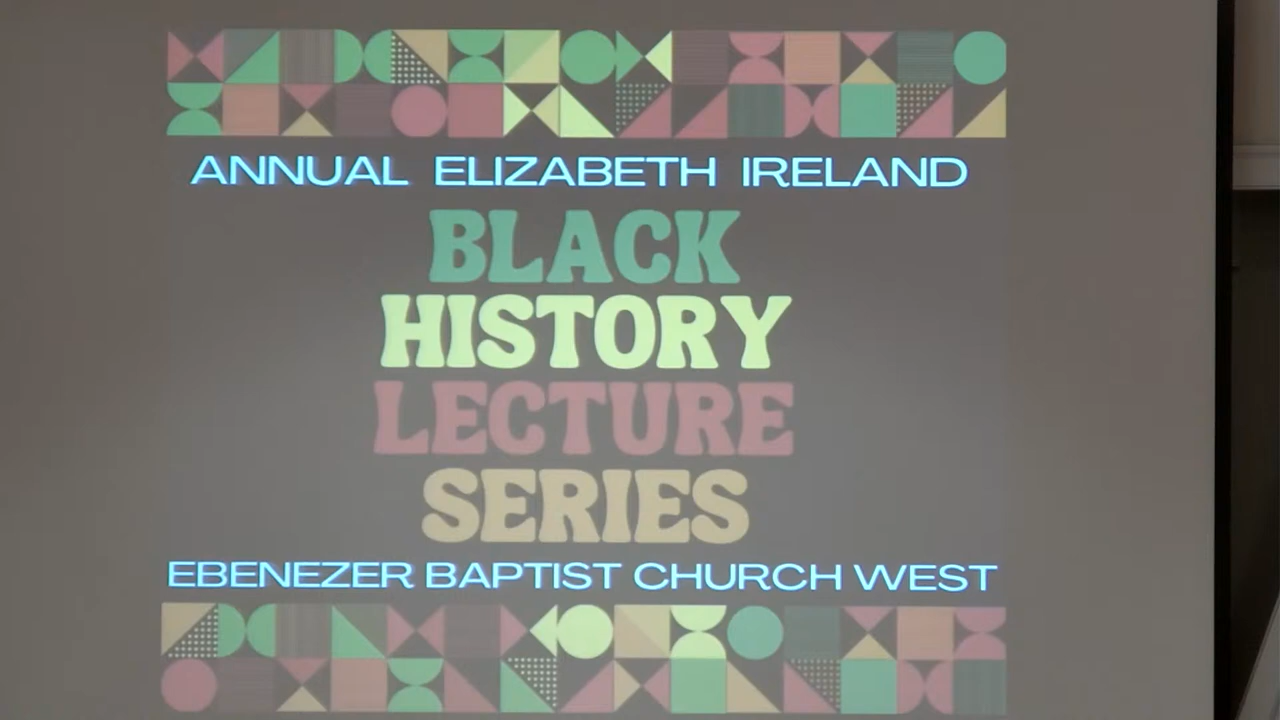 ANNUAL ELIZABETH IRELAND
BLACK
HISTORY
LECTURE
SERIES
EBENEZER BAPTIST CHURCH WEST